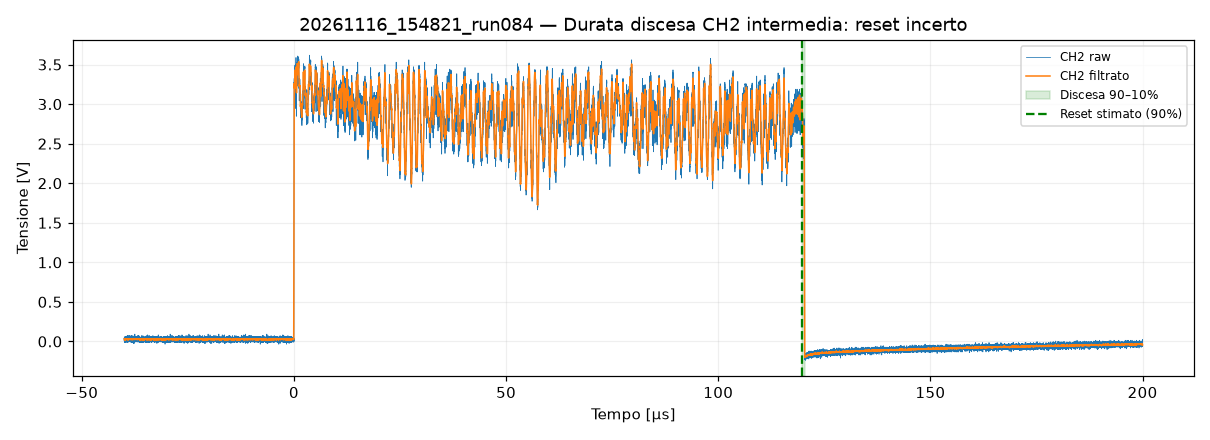 20261116_154821_run084 — Durata discesa CH2 intermedia: reset incerto
Tensione [V]
3.5
3.0
2.5
2.0
1.5
1.0
0.5
0.0
CH2 raw
CH2 filtrato
Discesa 90–10%
Reset stimato (90%)
−50
0
50
100
150
200
Tempo [µs]